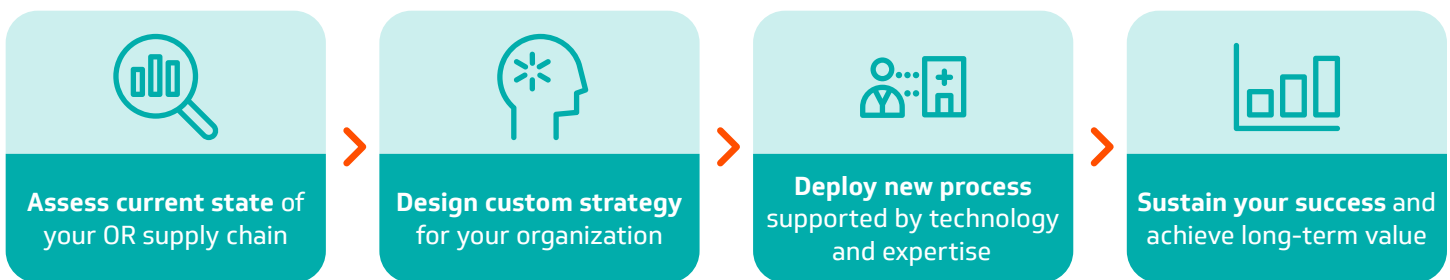 Assess current state of
your OR supply chain
Design custom strategy
for your organization
Deploy new process
supported by technology
and expertise
Sustain your success and
achieve long-term value